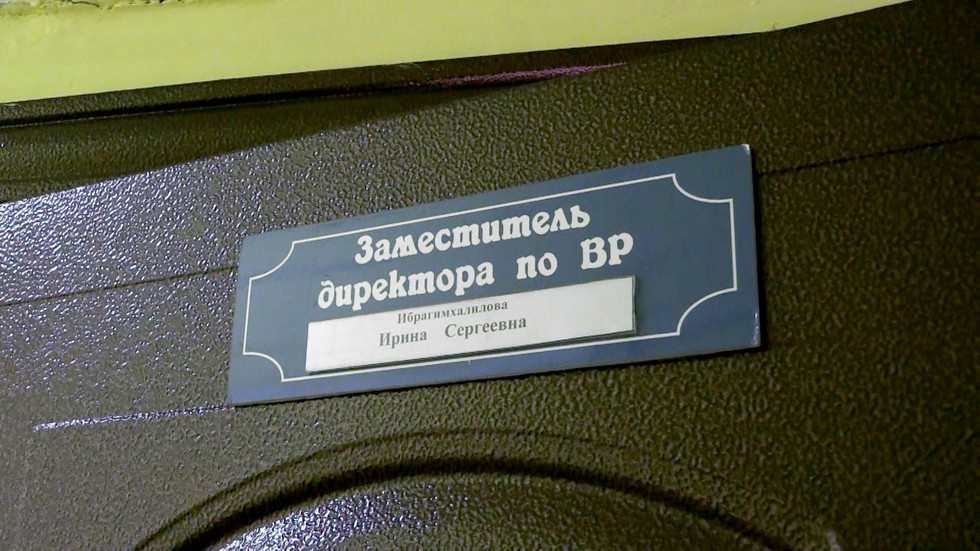 Заместитель
директора по ВР
Ибрагимхалилова
Ирина Сергеевна